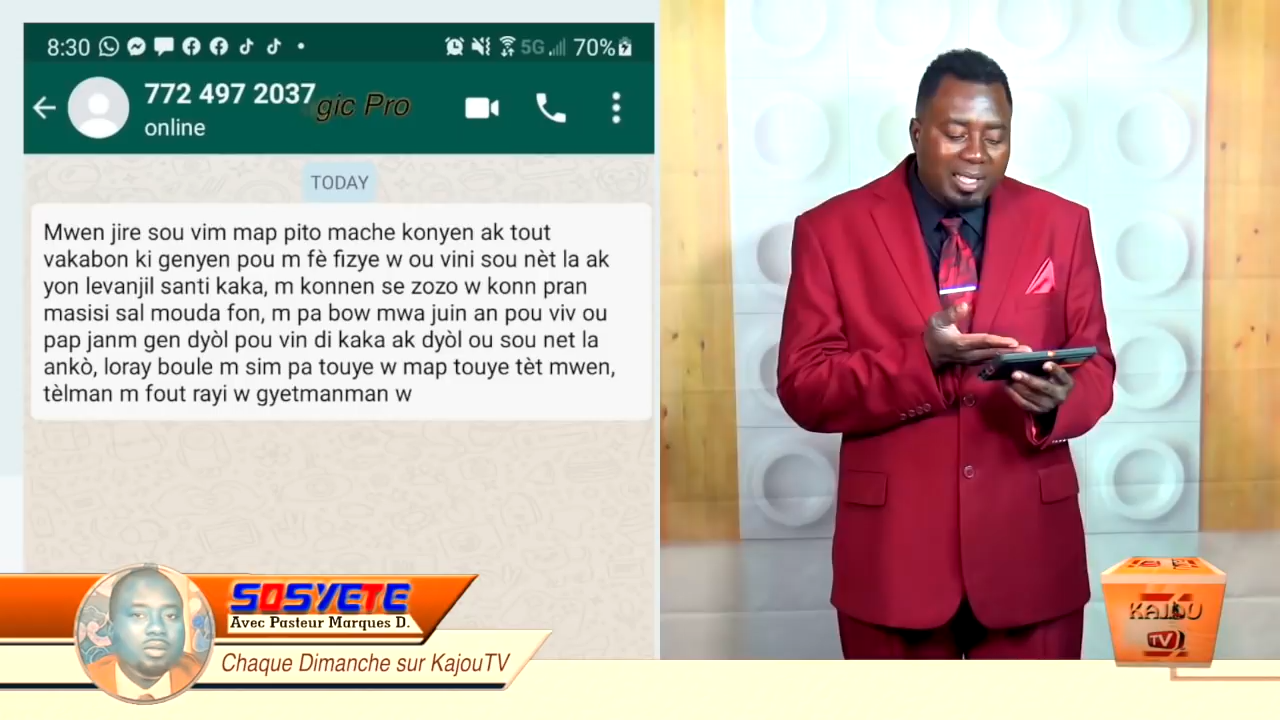 8:30
5G
70%
772 497 2037
gic Pro
online
TODAY
Mwen jire sou vim map pito mache konyen ak tout
vakabon ki genyen pou m fè fizye w ou vini sou nèt la ak
yon levanjil santi kaka, m konnen se zozo w konn pran
masisi sal mouda fon, m pa bow mwa juin an pou viv ou
pap janm gen dyòl pou vin di kaka ak dyòl ou sou net la
ankò, loray boule m sim pa touye w map touye tèt mwen,
tèlman m fout rayi w gyetmanman w
SOSYETE
Avec Pasteur Marques D.
Chaque Dimanche sur KajouTV
KAJOU
TV